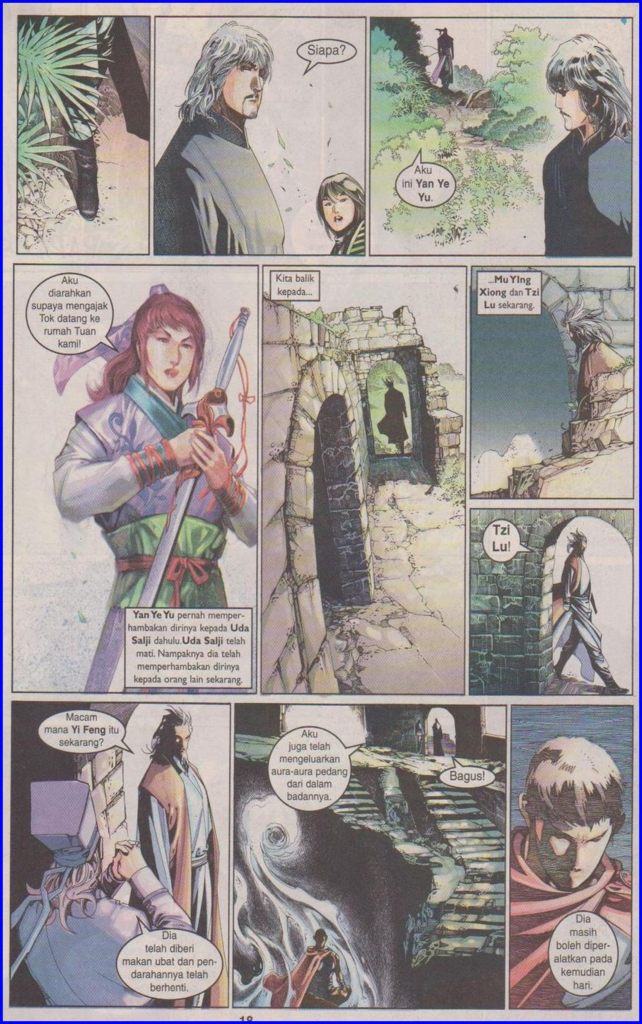 Siapa?
Aku
ini Yan Ye
Yu.
Aku
diarahkan
supaya mengajak
Tok datang ke
rumah Tuan
kami!
Yan Ye Yu pernah memper-
hambakan dirinya kepada Uda
Salji dahulu.Uda Salji telah
mati. Nampaknya dia telah
memperhambakan dirinya
kepada orang lain sekarang.
Kita balik
kepada...
...Mu YIng
Xiong dan Tzi
Lu sekarang.
Tzi
Lu!
Macam
mana Yi Feng itu
sekarang?
Dia
telah diberi
makan ubat dan pen-
darahannya telah
berhenti.
Aku
juga telah
mengeluarkan
aura-aura pedang
dari dalam
badannya.
Bagus!
Dia
masih
boleh diper-
alatkan pada
kemudian
hari.
18